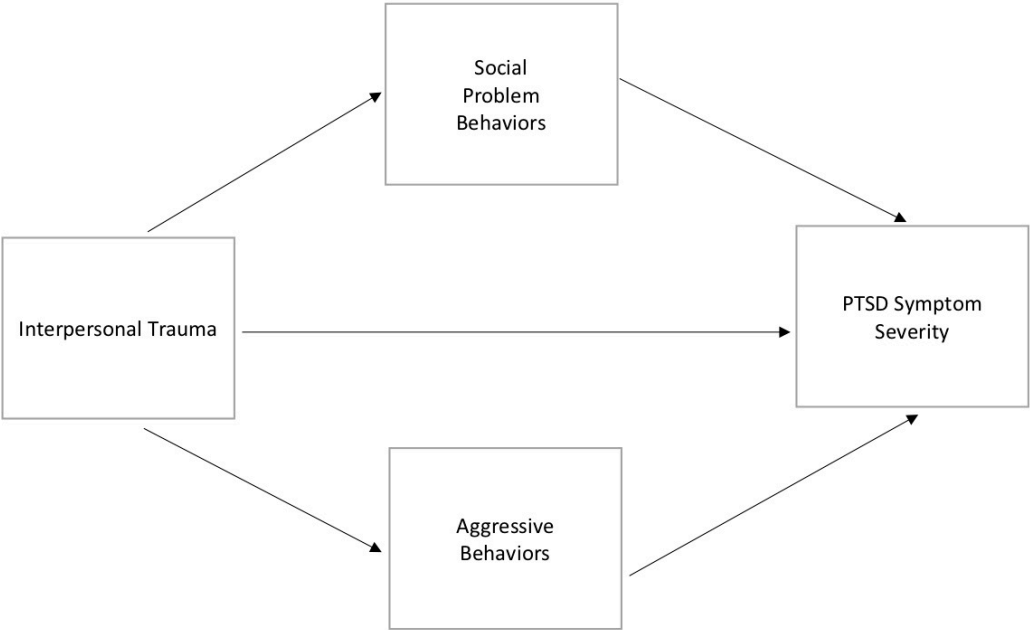 Social
Problem
Behaviors
Interpersonal Trauma
PTSD Symptom
Severity
Aggressive
Behaviors